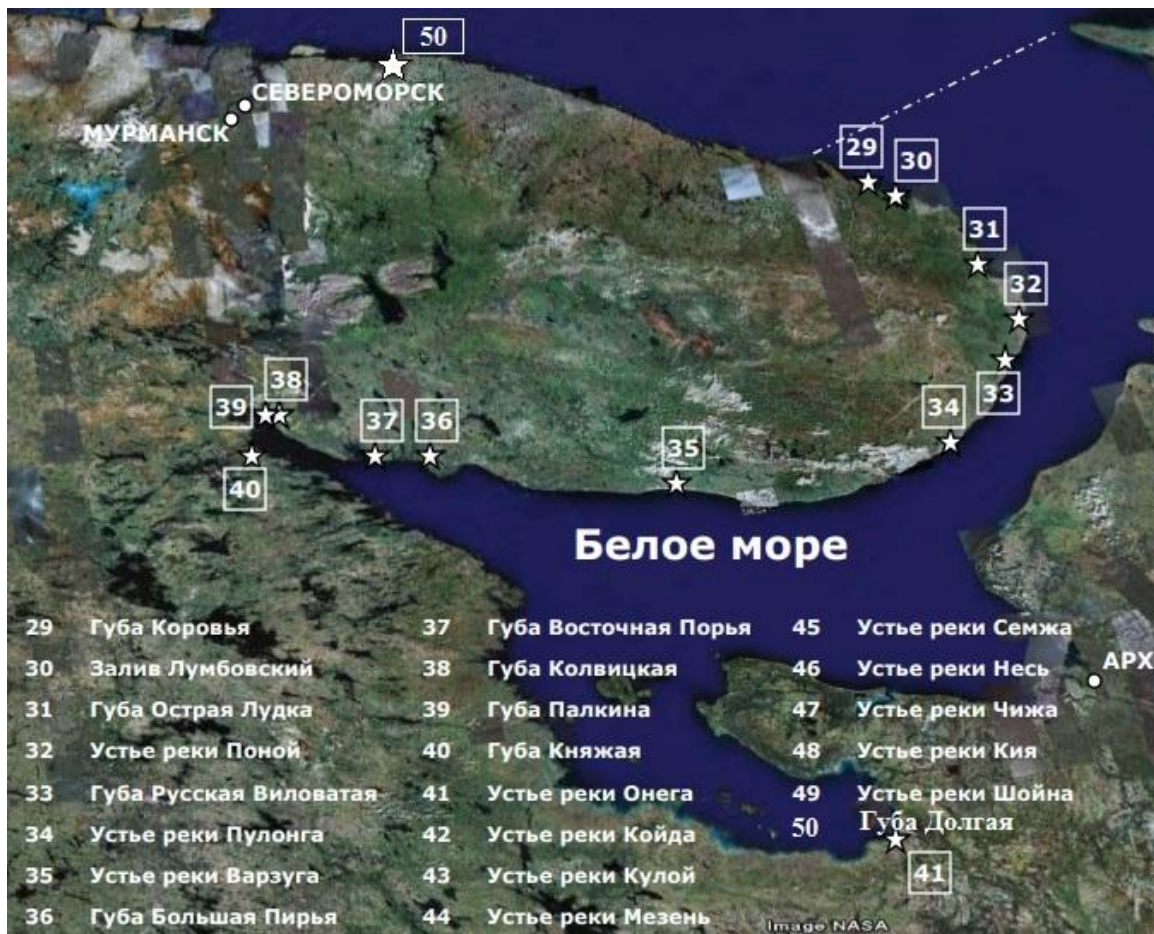 50
СЕВЕРОМОРСК
МУРМАНСК
29
30
31
32
33
34
35
36
37
38
39
40
Белое море
29 Губа Коровья
30 Залив Лумбовский
31 Губа Острая Лудка
32 Устье реки Поной
33 Губа Русская Виловатая
34 Устье реки Пулонга
35 Устье реки Варзуга
36 Губа Большая Пирья
37 Губа Восточная Порья
38 Губа Колвицкая
39 Губа Палкина
40 Губа Княжая
41 Устье реки Онега
42 Устье реки Койда
43 Устье реки Кулой
44 Устье реки Мезень
45 Устье реки Семжа
46 Устье реки Несь
47 Устье реки Чижа
48 Устье реки Кия
49 Устье реки Шойна
50 Губа Долгая
АРХ
41
Image NASA